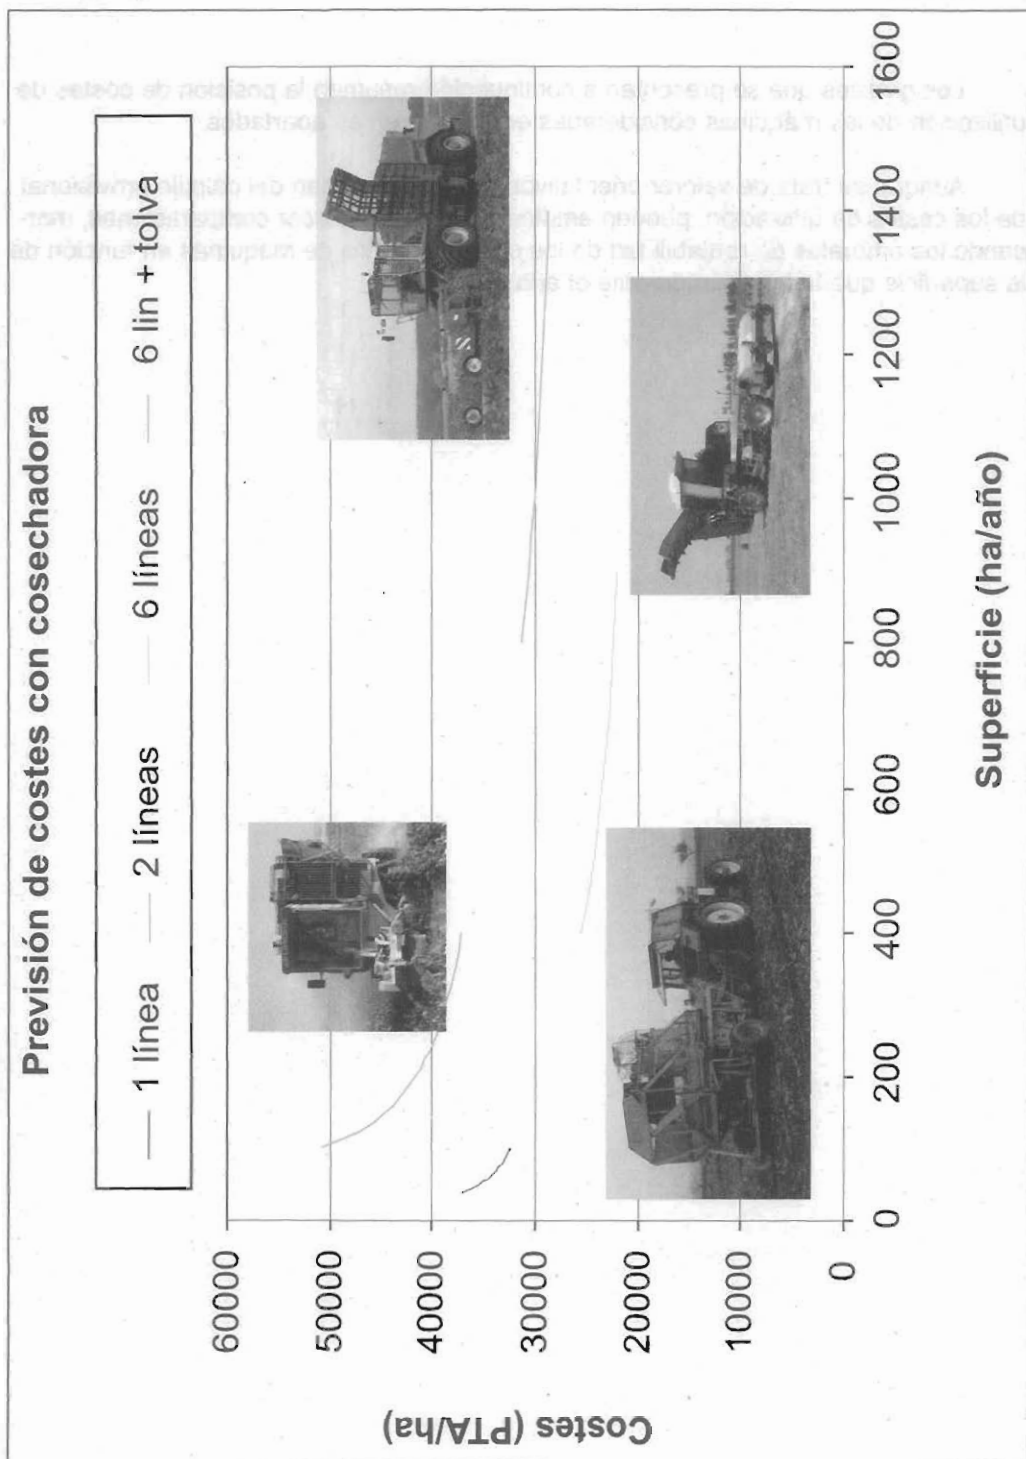 Previsión de costes con cosechadora
1 línea 2 líneas 6 líneas 6 lin + tolva
Costes (PTA/ha)
60000
50000
40000
30000
20000
10000
0
0 200 400 600 800 1000 1200 1400 1600
Superficie (ha/año)